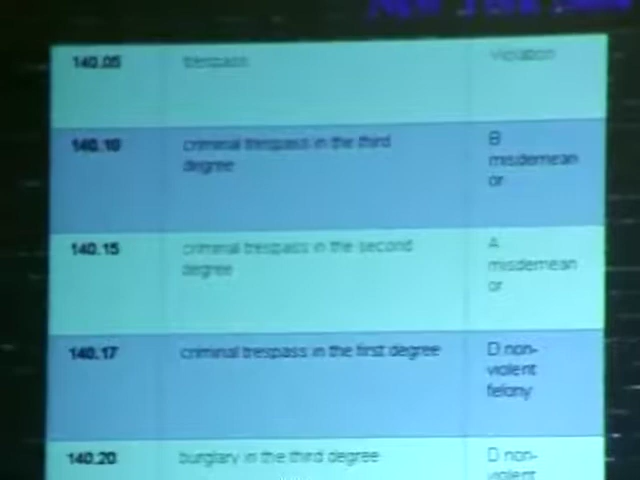 140.05 trespass violation
140.10 criminal trespass in the third
degree
B
misdemean
or
140.15 criminal trespass in the second
degree
A
misdemean
or
140.17 criminal trespass in the first degree
D non-
violent
felony
140.20 burglary in the third degree
D non-
violent